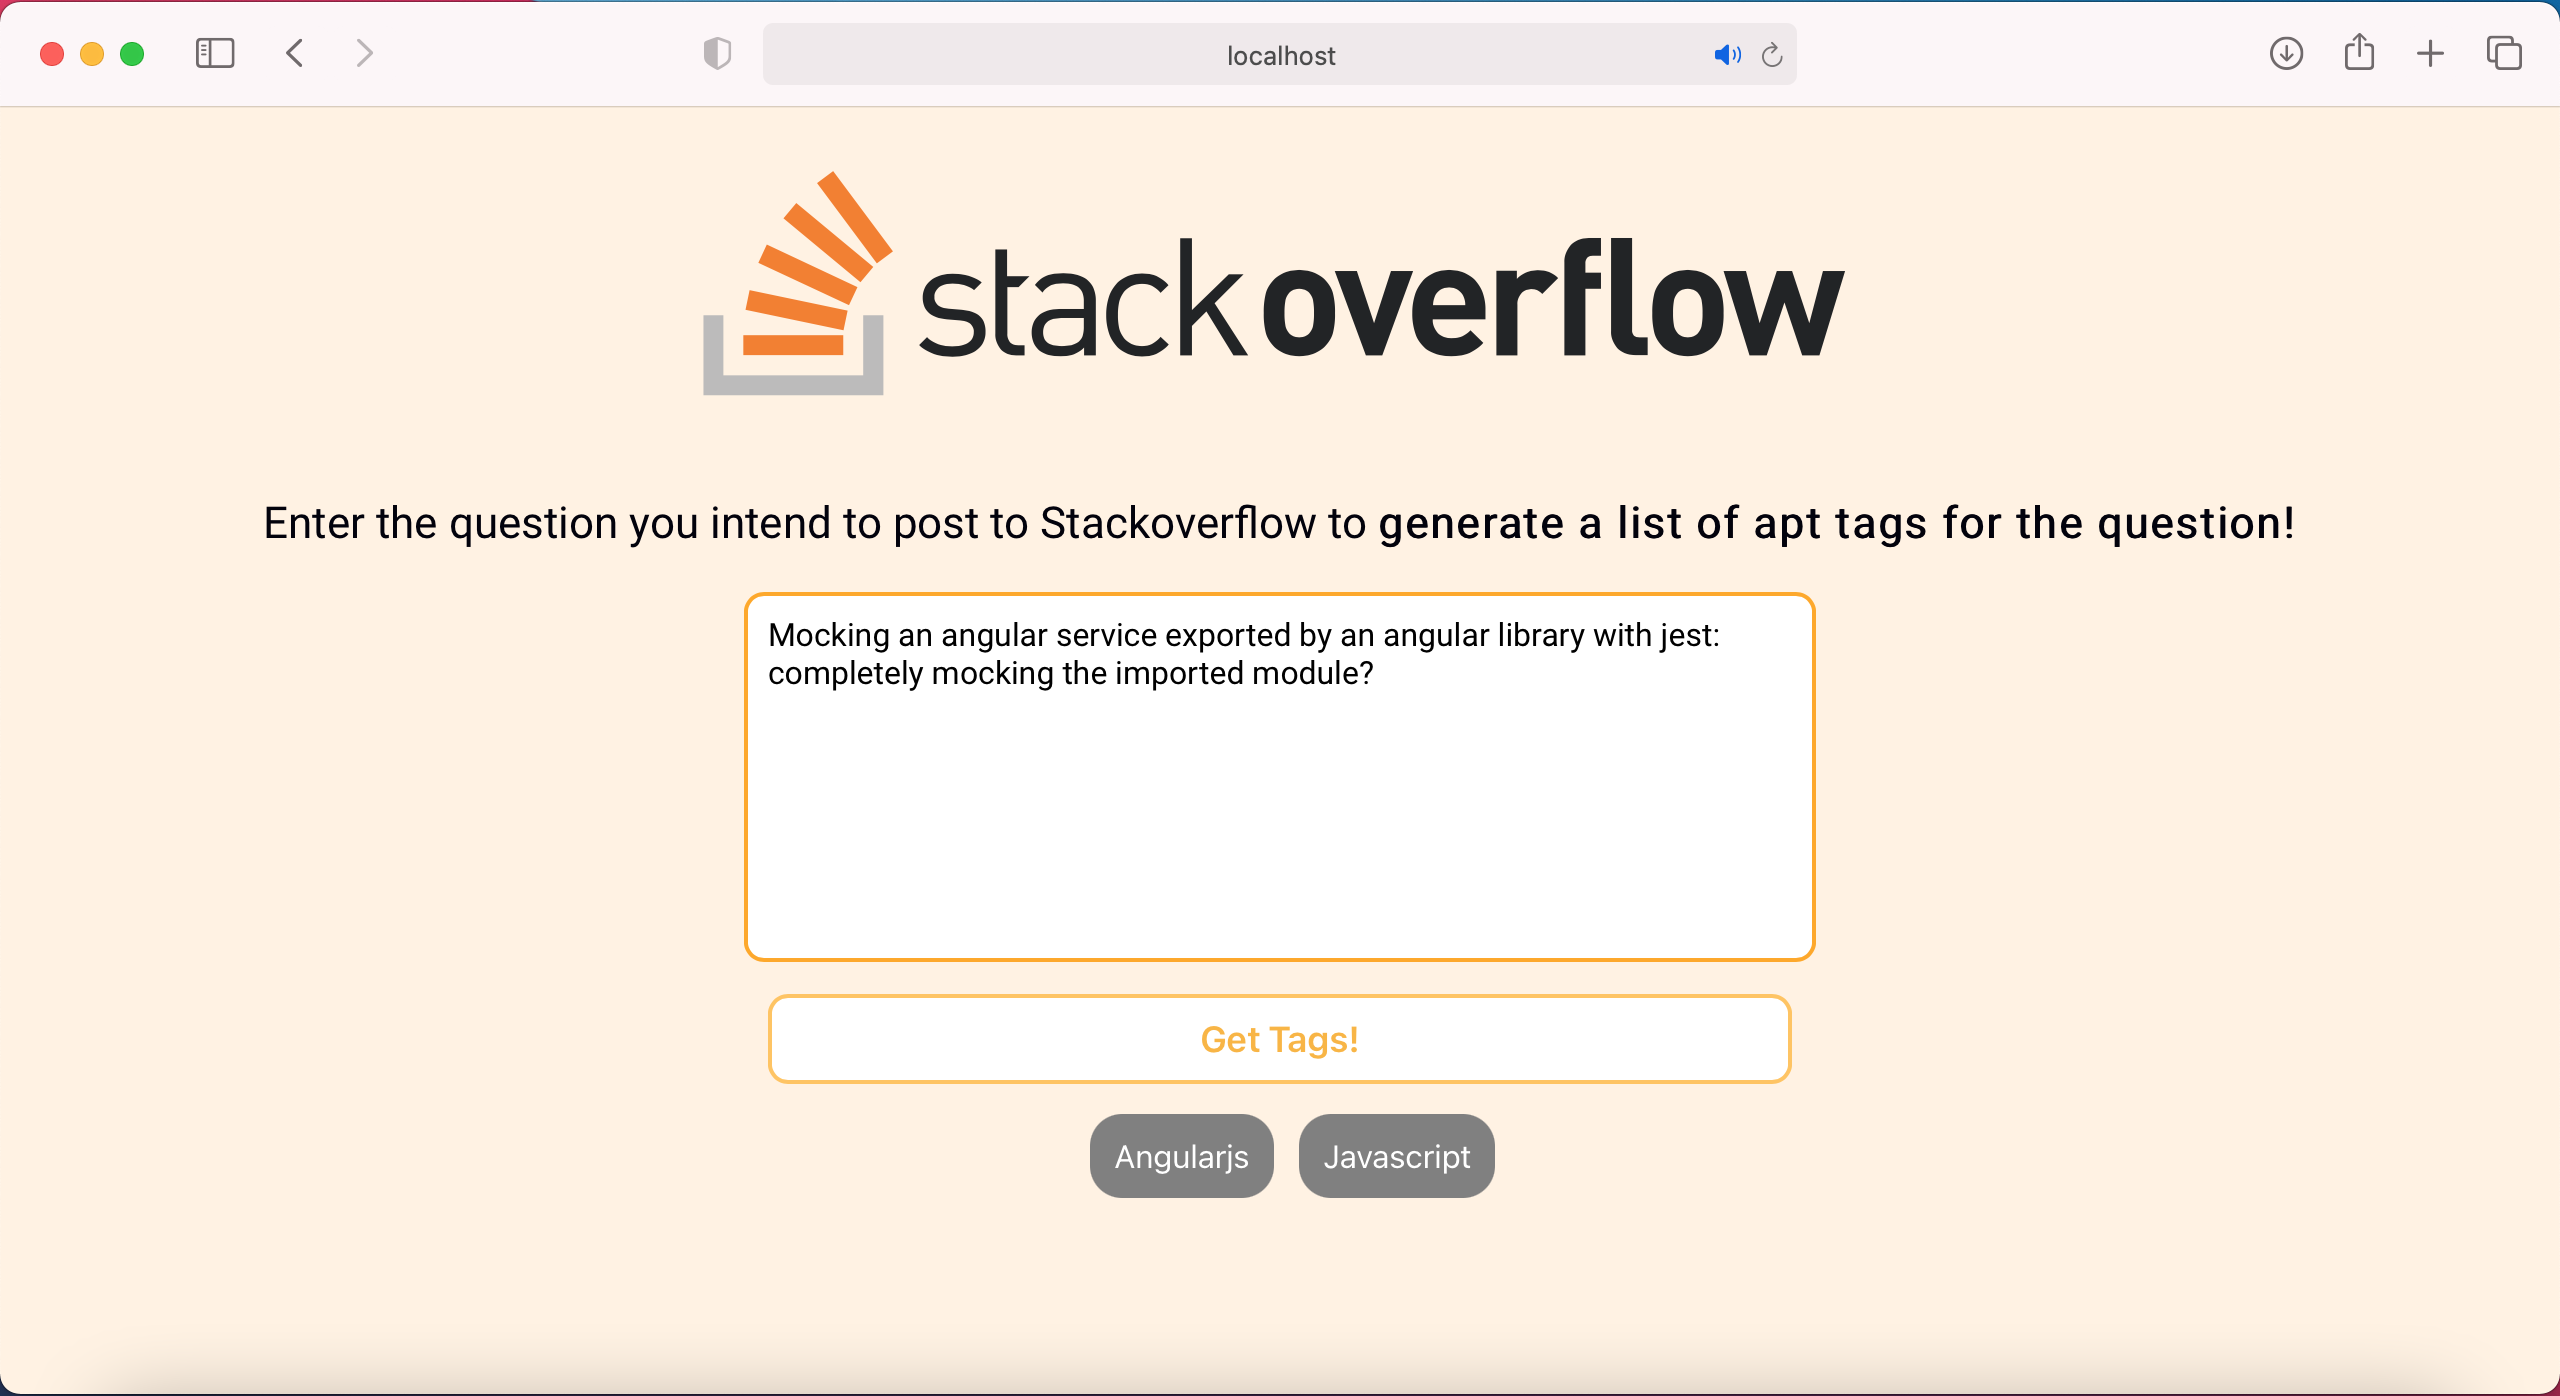 localhost
stackoverflow
Enter the question you intend to post to Stackoverflow to generate a list of apt tags for the question!
Mocking an angular service exported by an angular library with jest:
completely mocking the imported module?
Get Tags!
Angularjs Javascript